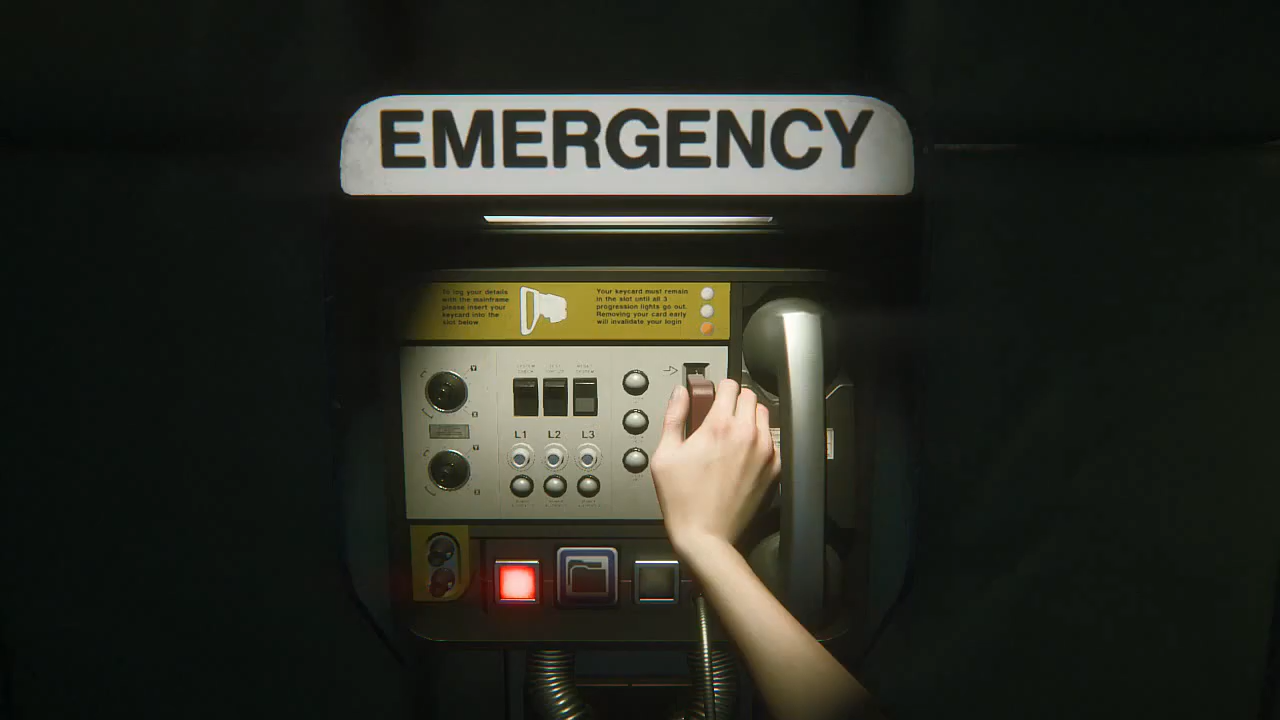 EMERGENCY
To log your details
with the mainframe
please insert your
keycard into the
slot below
Your keycard must remain
in the slot until all 3
progression lights go out.
Removing your card early
will invalidate your login
L1 L2 L3